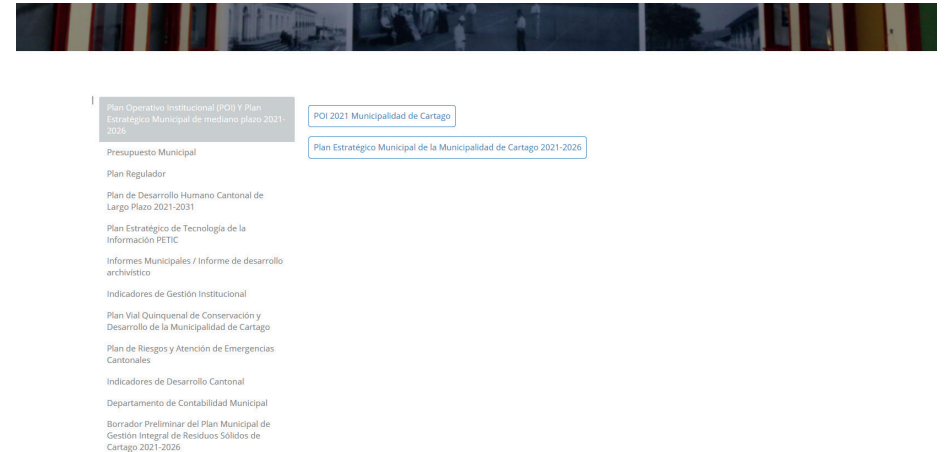 Plan Operativo Institucional (POI) Y Plan
Estratégico Municipal de mediano plazo 2021-
2026
Presupuesto Municipal
Plan Regulador
Plan de Desarrollo Humano Cantonal de
Largo Plazo 2021-2031
Plan Estratégico de Tecnología de la
Información PETIC
Informes Municipales / Informe de desarrollo
archivístico
Indicadores de Gestión Institucional
Plan Vial Quinquenal de Conservación y
Desarrollo de la Municipalidad de Cartago
Plan de Riesgos y Atención de Emergencias
Cantonales
Indicadores de Desarrollo Cantonal
Departamento de Contabilidad Municipal
Borrador Preliminar del Plan Municipal de
Gestión Integral de Residuos Sólidos de
Cartago 2021-2026
POI 2021 Municipalidad de Cartago
Plan Estratégico Municipal de la Municipalidad de Cartago 2021-2026